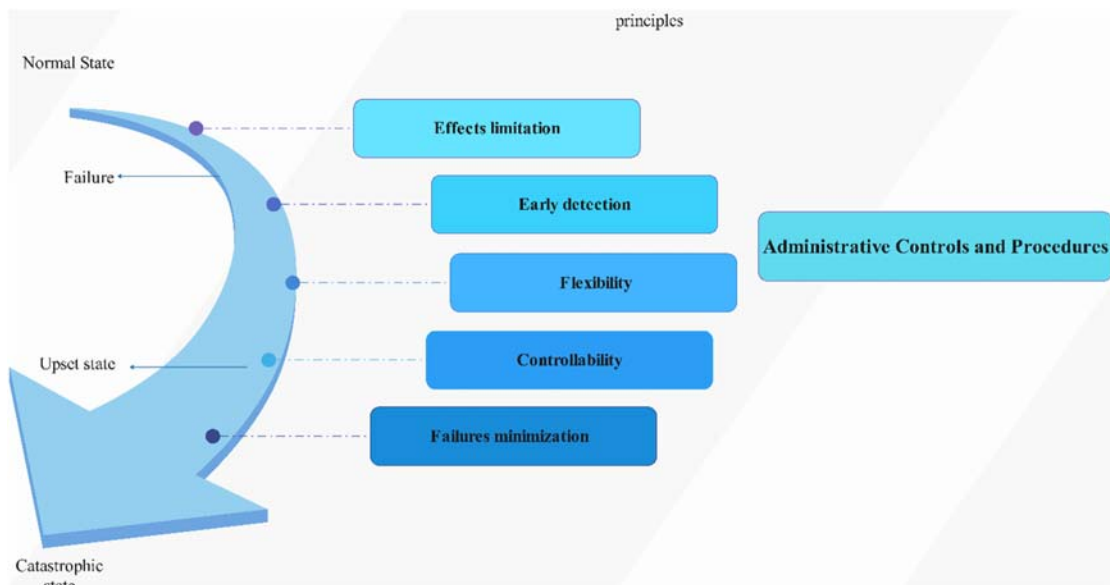 principles
Normal State
Effects limitation
Failure
Early detection
Administrative Controls and Procedures
Flexibility
Upset state
Controllability
Failures minimization
Catastrophic
state